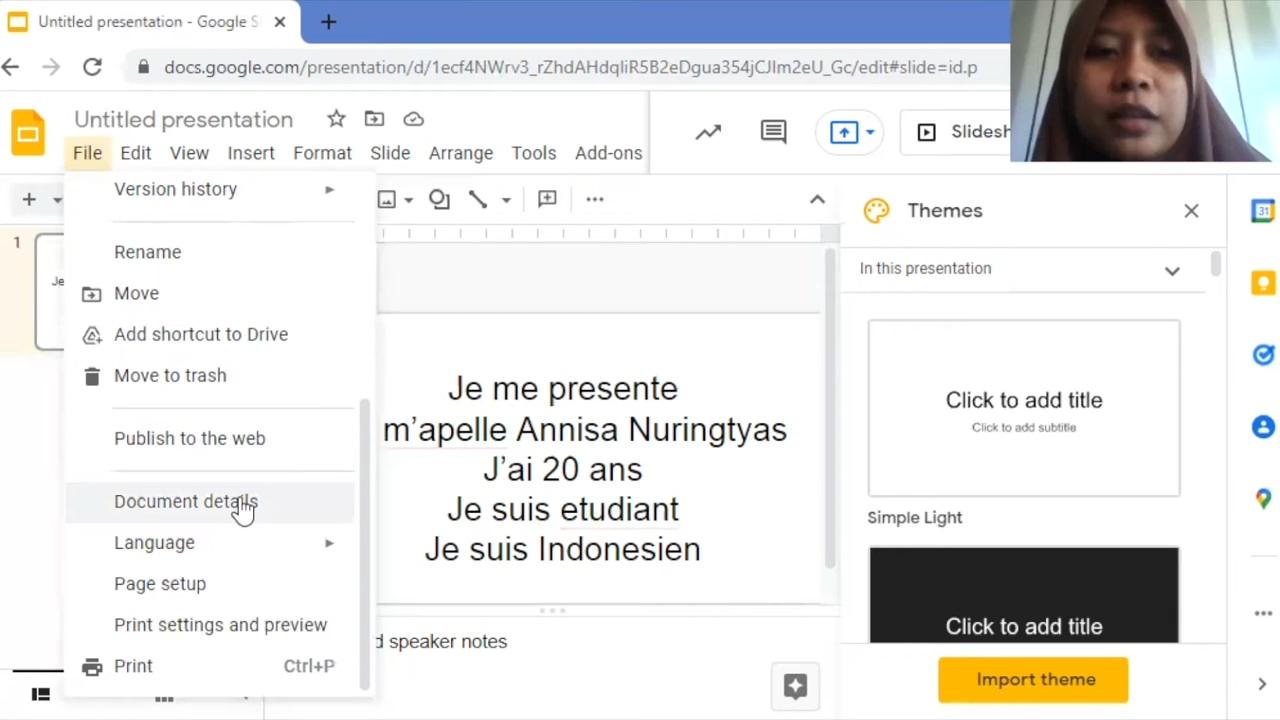 Untitled presentation - Google S
docs.google.com/presentation/d/1ecf4NWrv3_rZhdAHdqliR5B2eDgua354jCJIm2eU_Gc/edit#slide=id.p
Untitled presentation
File Edit View Insert Format Slide Arrange Tools Add-ons
Slidesh
Version history
Rename
Move
Add shortcut to Drive
Move to trash
Publish to the web
Document details
Language
Page setup
Print settings and preview
Print Ctrl+P
1
Je
Je me presente
m'apelle Annisa Nuringtyas
J'ai 20 ans
Je suis etudiant
Je suis Indonesien
d speaker notes
Themes
In this presentation
Click to add title
Click to add subtitle
Simple Light
Click to add title
Import theme
31